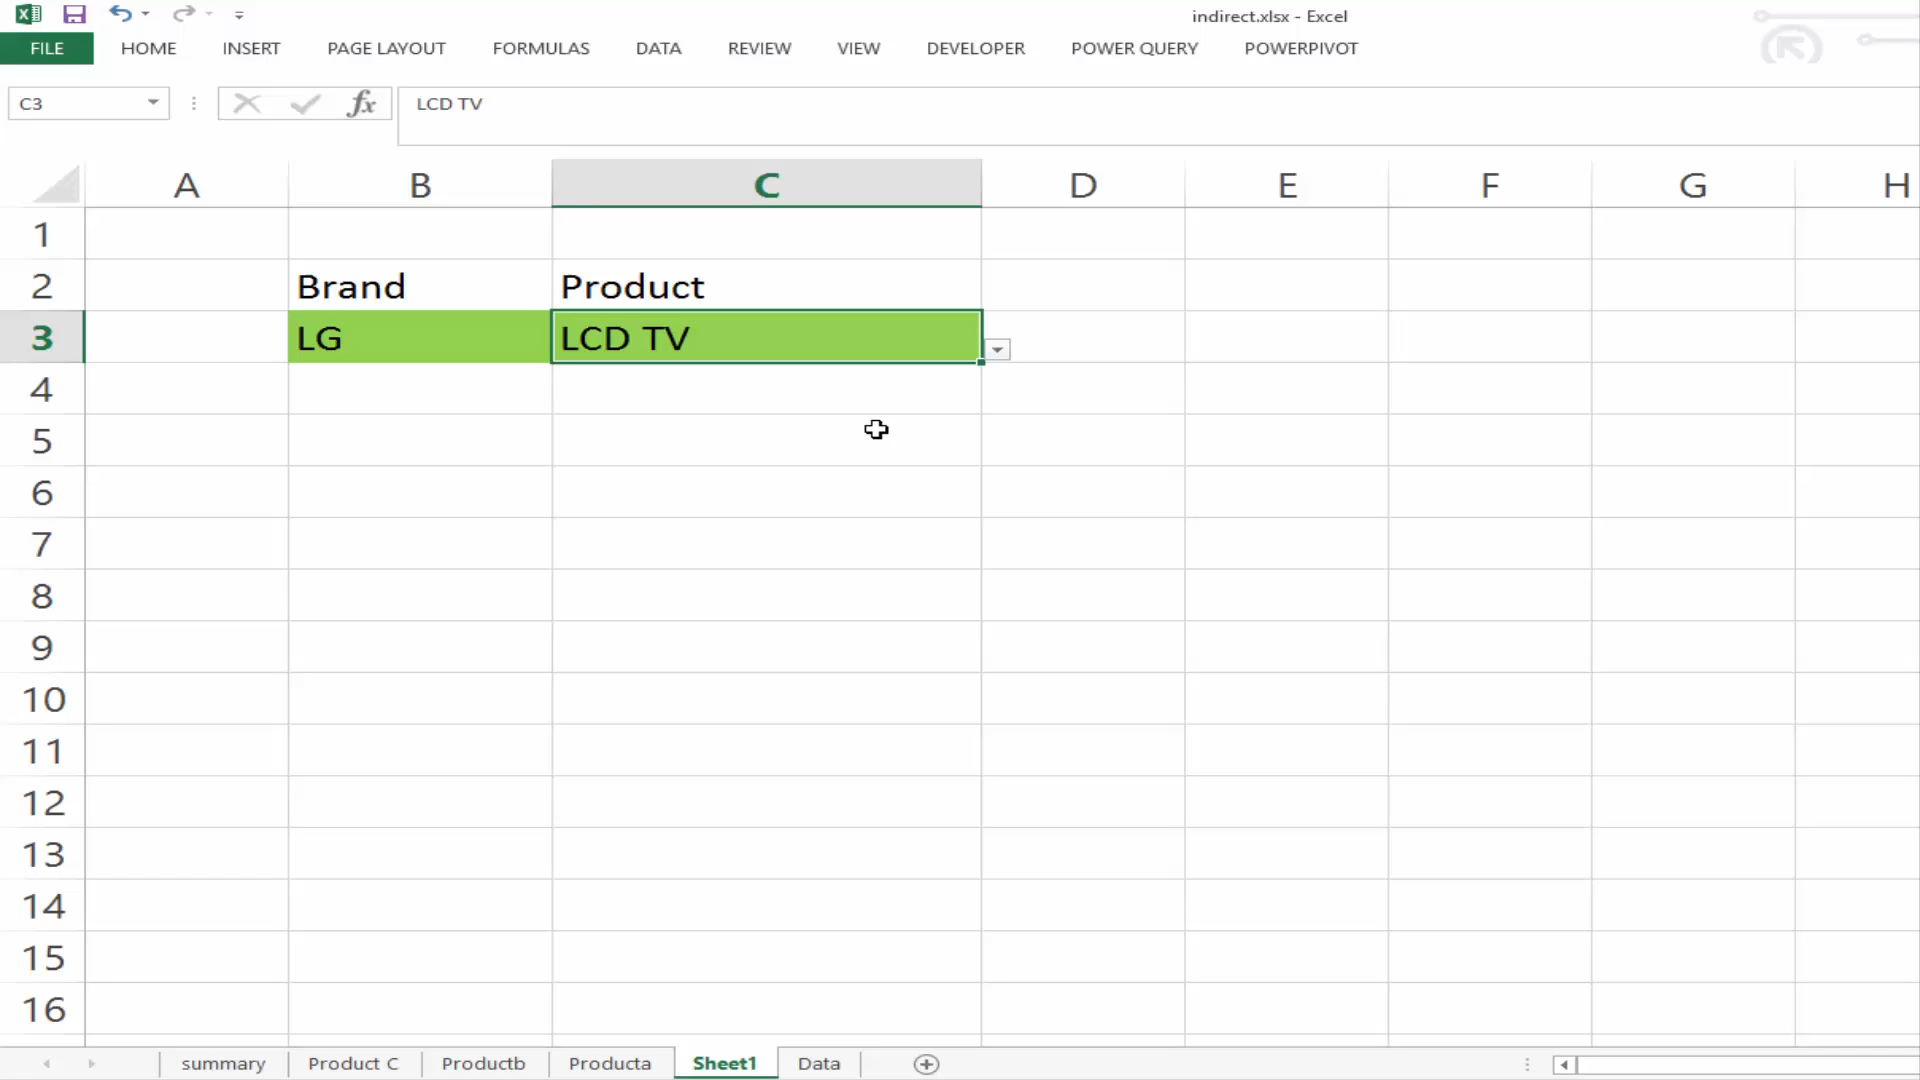 indirect.xlsx - Excel
FILE HOME INSERT PAGE LAYOUT FORMULAS DATA REVIEW VIEW DEVELOPER POWER QUERY POWERPIVOT
C3 fx LCD TV
A B C D E F G H
1
2 Brand Product
3 LG LCD TV
4
5
6
7
8
9
10
11
12
13
14
15
16
summary Product C Productb Producta Sheet1 Data